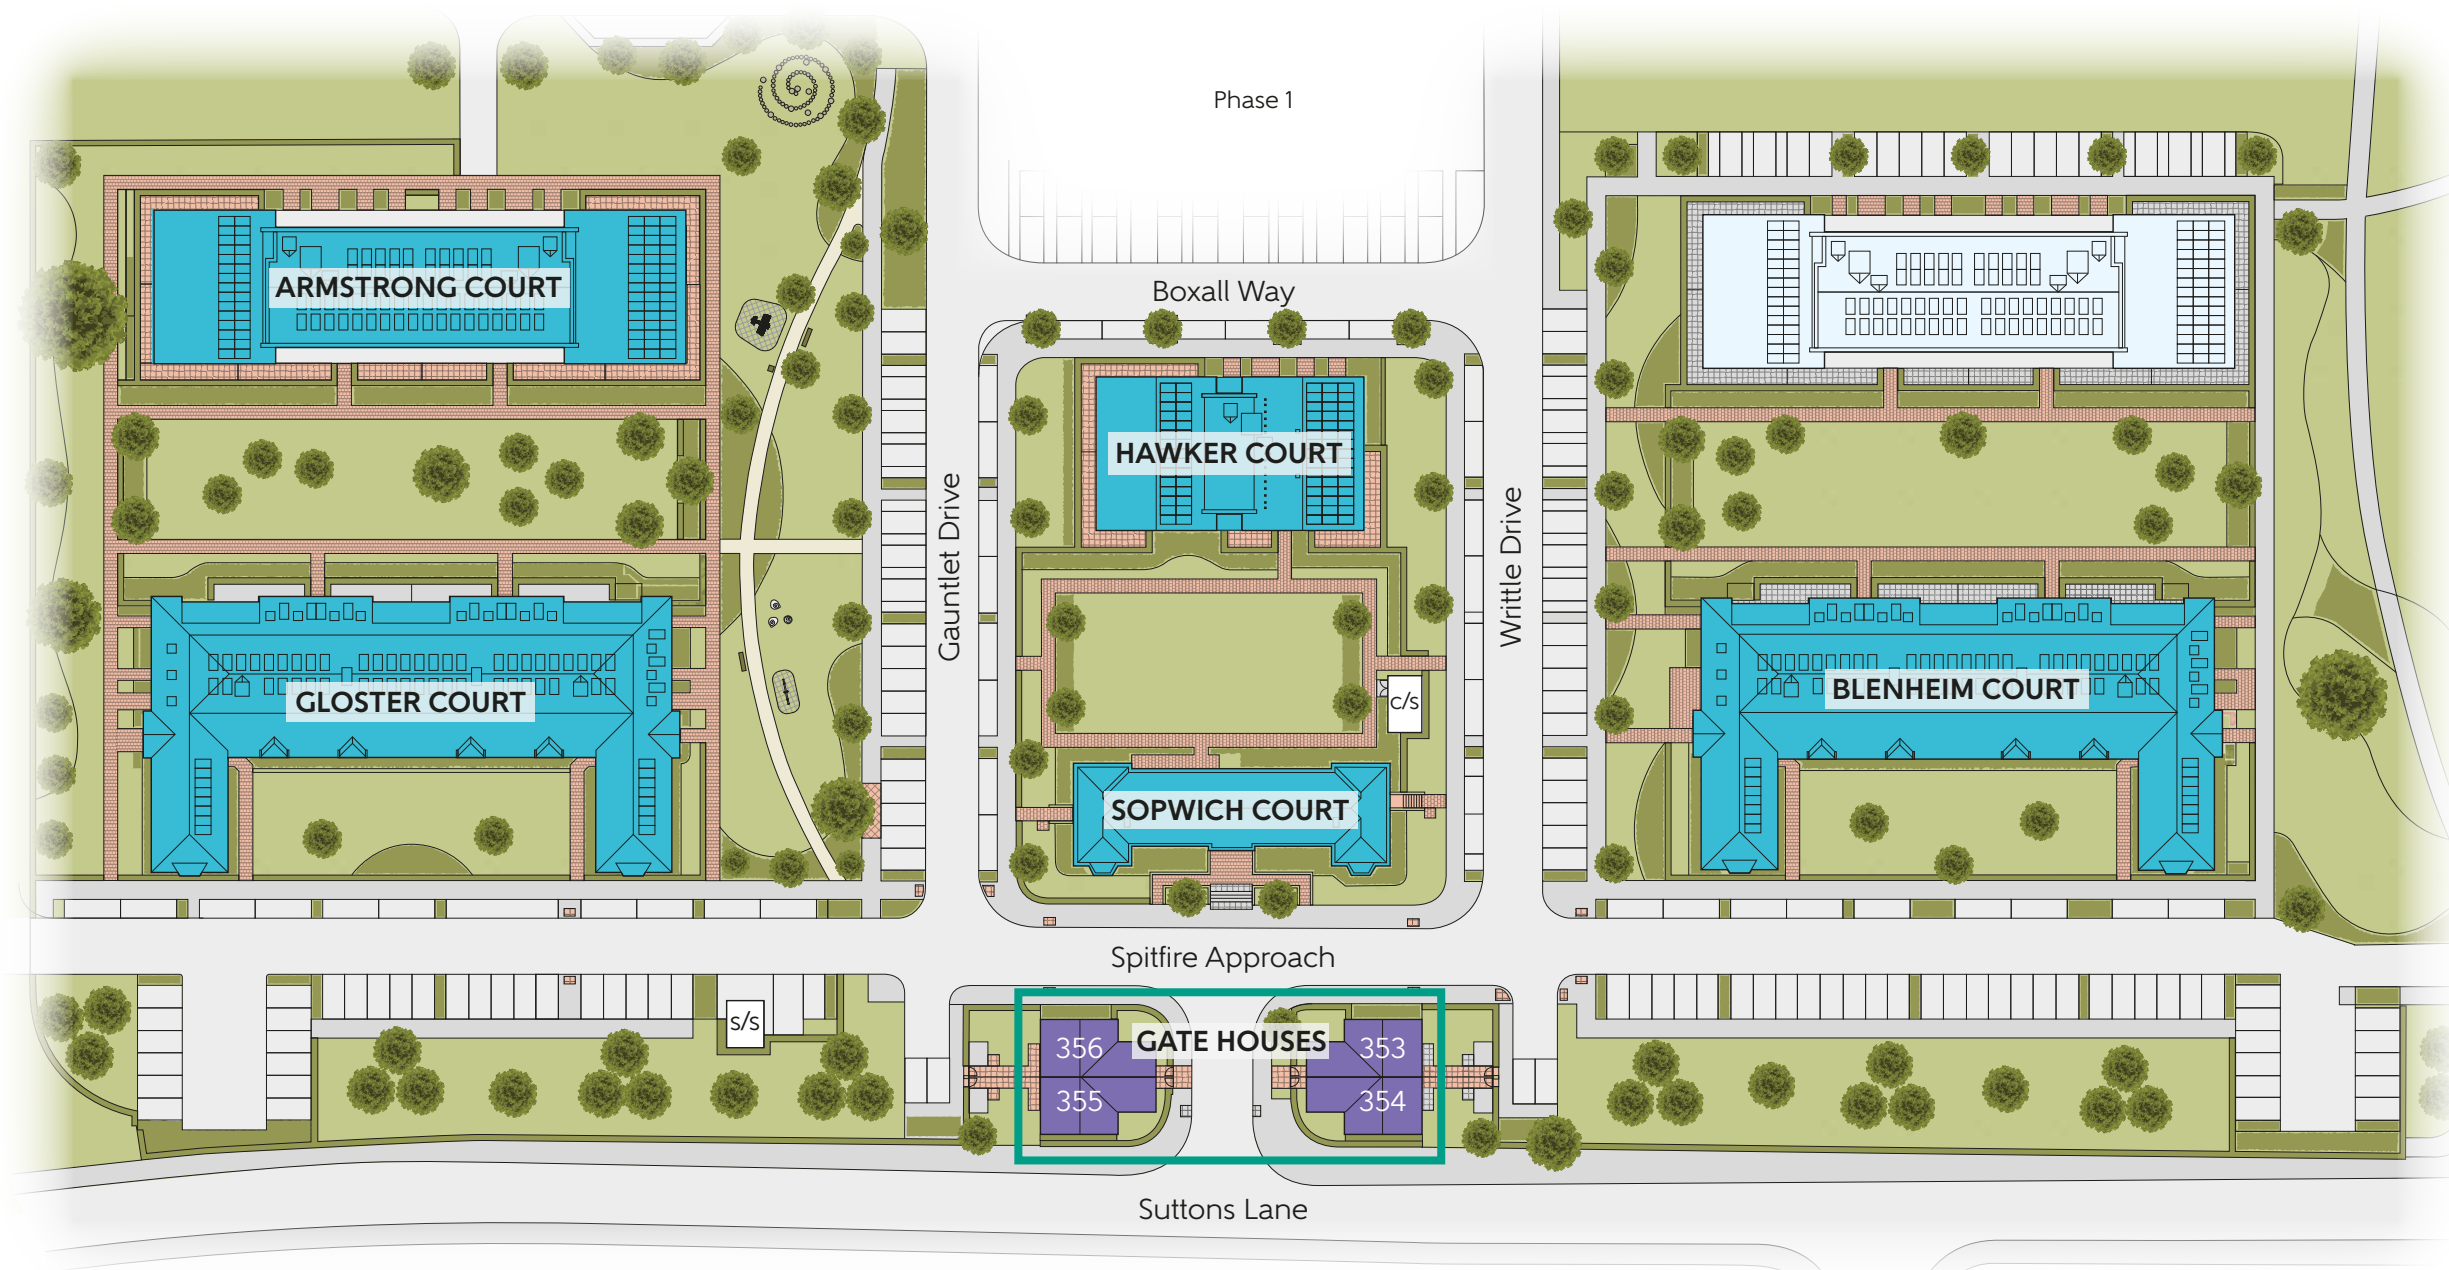 Phase 1
ARMSTRONG COURT
Boxall Way
HAWKER COURT
Gauntlet Drive
Writtle Drive
GLOSTER COURT
c/s
BLENHEIM COURT
SOPWICH COURT
Spitfire Approach
s/s
356
GATE HOUSES
353
355
354
Suttons Lane